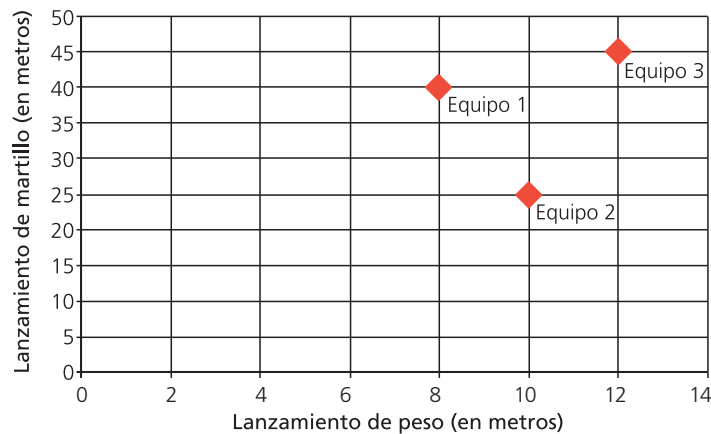 Lanzamiento de martillo (en metros)
50
45
40
35
30
25
20
15
10
5
0
Equipo 3
Equipo 1
Equipo 2
0 2 4 6 8 10 12 14
Lanzamiento de peso (en metros)